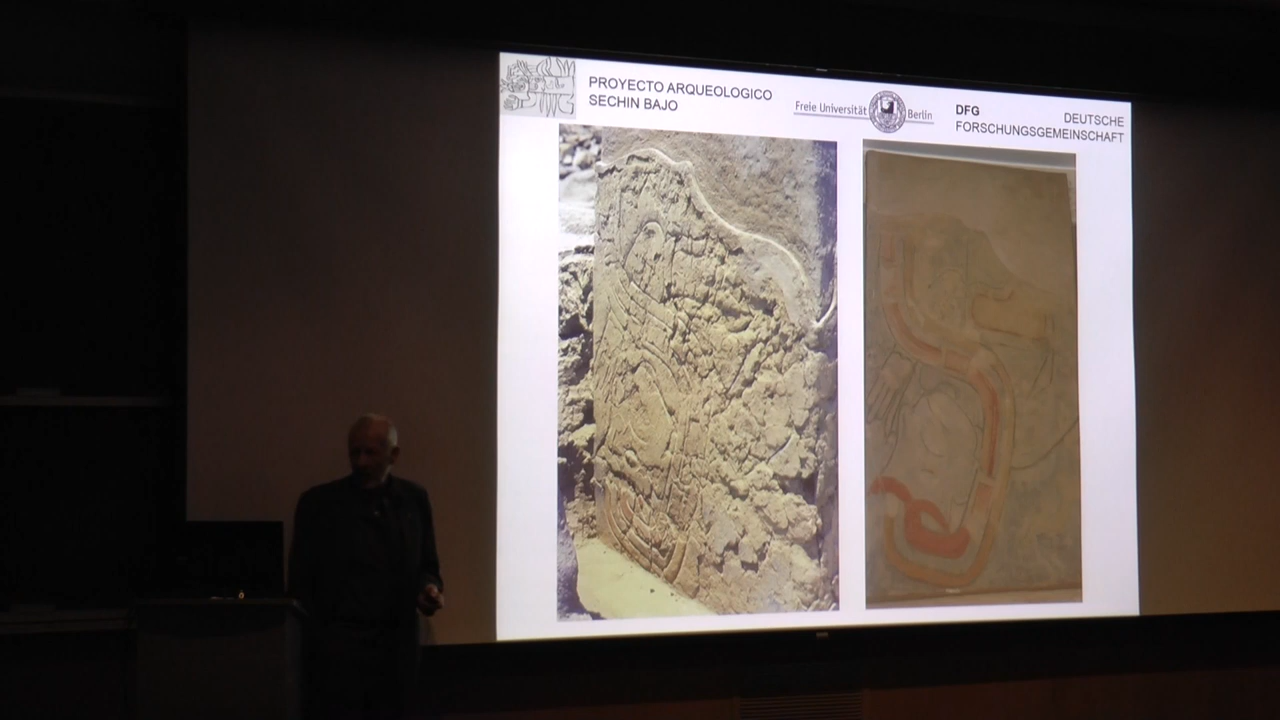 PROYECTO ARQUEOLOGICO
SECHIN BAJO
Freie Universität Berlin
DFG DEUTSCHE
FORSCHUNGSGEMEINSCHAFT